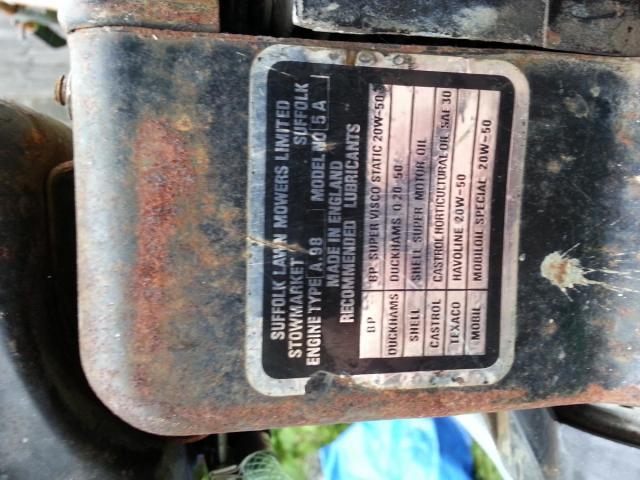 SUFFOLK LAWN MOWERS LIMITED
STOWMARKET SUFFOLK
ENGINE TYPE A.98 MODEL NO 5 A
MADE IN ENGLAND
RECOMMENDED LUBRICANTS
BP BP SUPER VISCO STATIC 20W-50
DUCKHAMS DUCKHAMS Q.20-50
SHELL SHELL SUPER MOTOR OIL
CASTROL CASTROL HORTICULTURAL OIL SAE 30
TEXACO HAVOLINE 20W-50
MOBIL MOBILOIL SPECIAL 20W-50